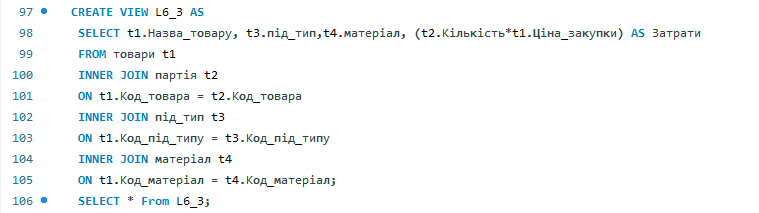 97 CREATE VIEW L6_3 AS
98 SELECT t1.Назва_товару, t3.під_тип,t4.матеріал, (t2.Кількість*t1.Ціна_закупки) AS Затрати
99 FROM товари t1
100 INNER JOIN партія t2
101 ON t1.Код_товара = t2.Код_товара
102 INNER JOIN під_тип t3
103 ON t1.Код_під_типу = t3.Код_під_типу
104 INNER JOIN матеріал t4
105 ON t1.Код_матеріал = t4.Код_матеріал;
106 SELECT * From L6_3;